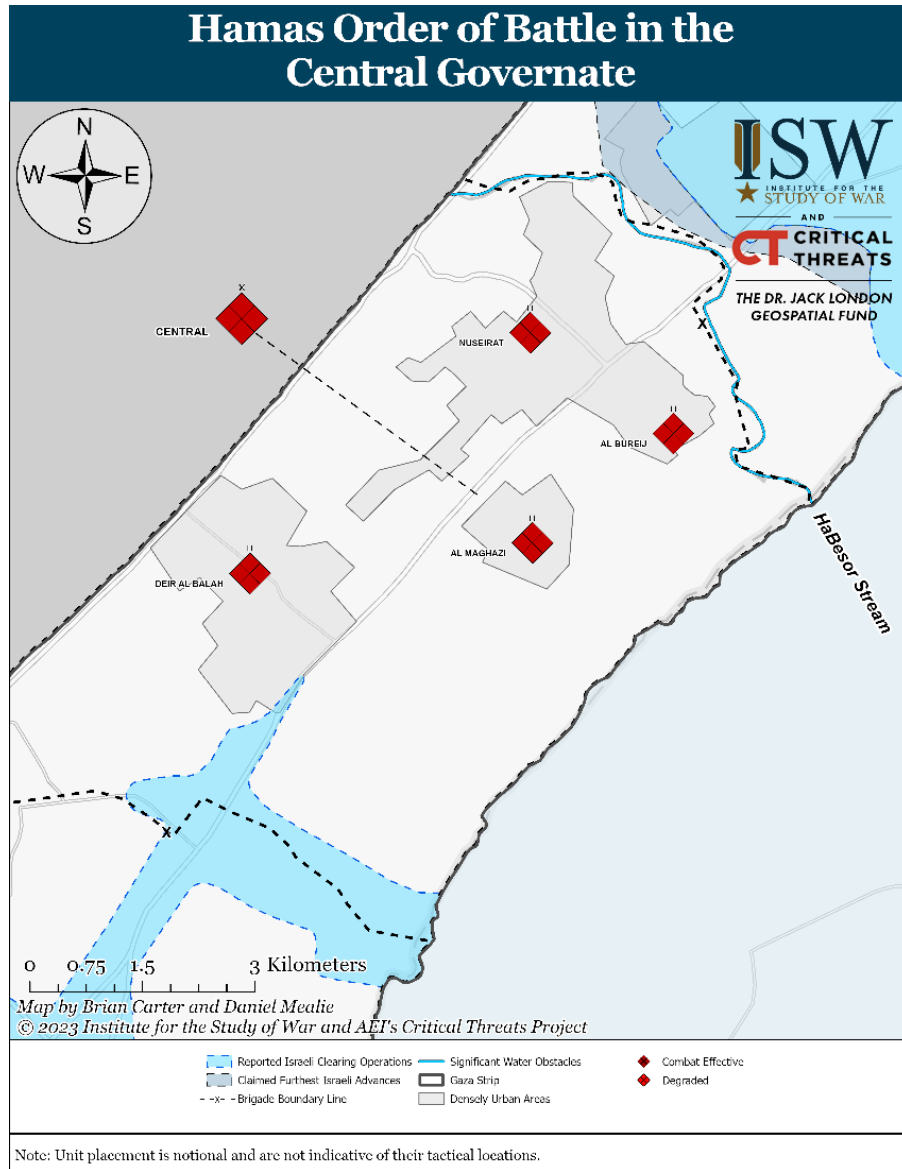 Hamas Order of Battle in the
Central Governate
N
W
E
S
ISW
INSTITUTE FOR THE
STUDY OF WAR
AND
CT CRITICAL
THREATS
THE DR. JACK LONDON
GEOSPATIAL FUND
X
CENTRAL
II
NUSEIRAT
X
II
AL BUREIJ
II
AL MAGHAZI
HaBesor Stream
II
DEIR AL BALAH
X
0 0.75 1.5 3 Kilometers
Map by Brian Carter and Daniel Mealie
© 2023 Institute for the Study of War and AEI's Critical Threats Project
Reported Israeli Clearing Operations
Claimed Furthest Israeli Advances
--x-- Brigade Boundary Line
Significant Water Obstacles
Gaza Strip
Densely Urban Areas
Combat Effective
Degraded
Note: Unit placement is notional and are not indicative of their tactical locations.